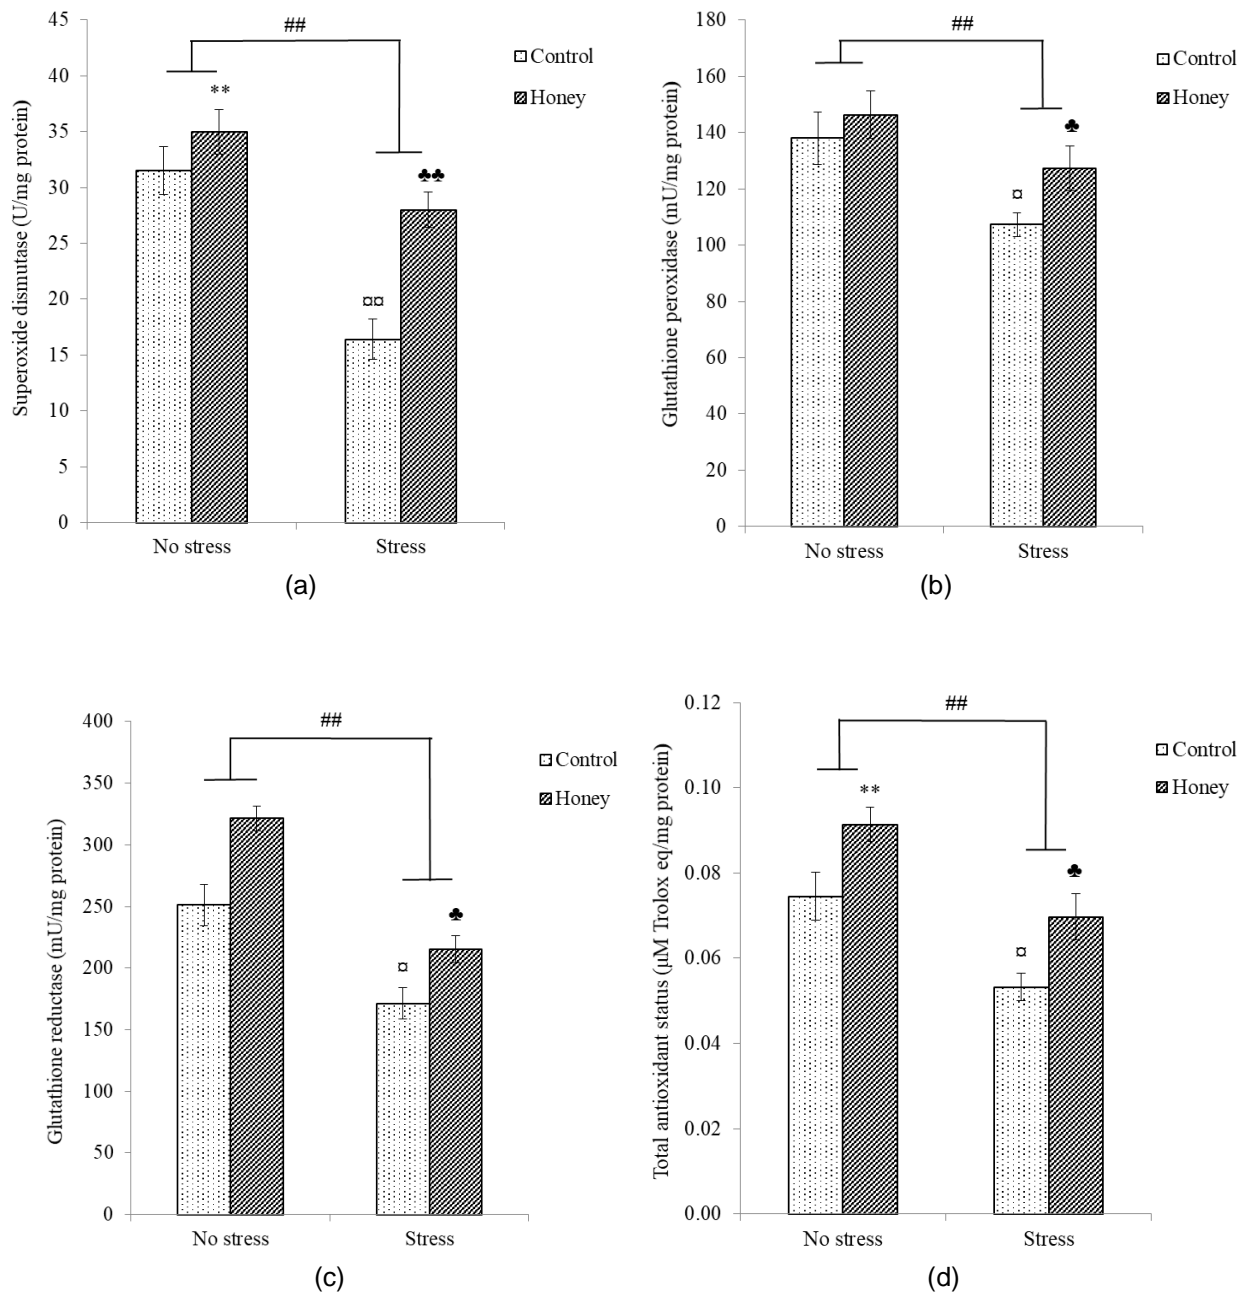 ##
Control
Honey
Superoxide dismutase (U/mg protein)
45
40
35
30
25
20
15
10
5
0
**
♣♣
¤¤
No stress
Stress
(a)
##
Control
Honey
Glutathione peroxidase (mU/mg protein)
180
160
140
120
100
80
60
40
20
0
♣
¤
No stress
Stress
(b)
##
Control
Honey
Glutathione reductase (mU/mg protein)
400
350
300
250
200
150
100
50
0
♣
¤
No stress
Stress
(c)
##
Control
Honey
Total antioxidant status (µM Trolox eq/mg protein)
0.12
0.10
0.08
0.06
0.04
0.02
0.00
**
♣
¤
No stress
Stress
(d)